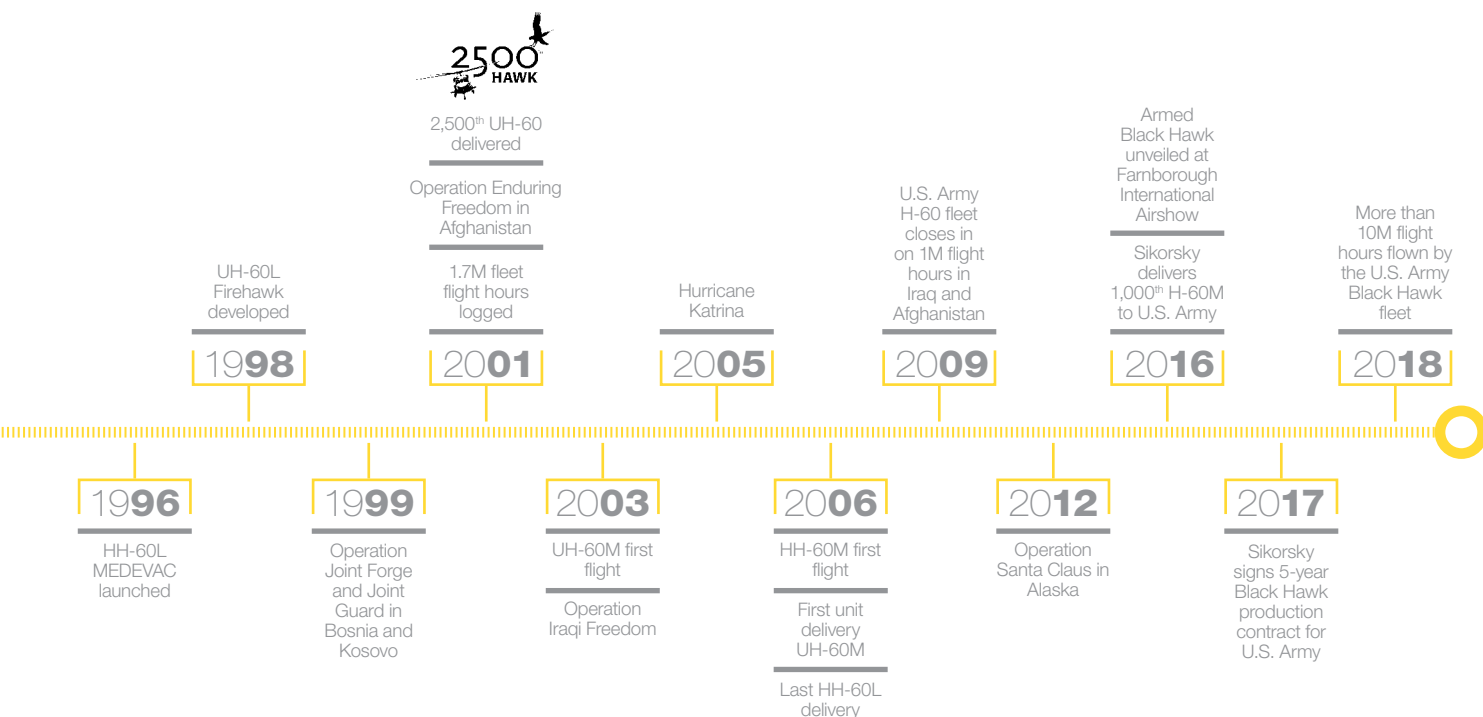 2500
HAWK
2,500th UH-60
delivered
Operation Enduring
Freedom in
Afghanistan
1.7M fleet
flight hours
logged
2001
UH-60L
Firehawk
developed
1998
Hurricane
Katrina
2005
U.S. Army
H-60 fleet
closes in
on 1M flight
hours in
Iraq and
Afghanistan
2009
Armed
Black Hawk
unveiled at
Farnborough
International
Airshow
Sikorsky
delivers
1,000th H-60M
to U.S. Army
2016
More than
10M flight
hours flown by
the U.S. Army
Black Hawk
fleet
2018
1996
HH-60L
MEDEVAC
launched
1999
Operation
Joint Forge
and Joint
Guard in
Bosnia and
Kosovo
2003
UH-60M first
flight
Operation
Iraqi Freedom
2006
HH-60M first
flight
First unit
delivery
UH-60M
Last HH-60L
delivery
2012
Operation
Santa Claus in
Alaska
2017
Sikorsky
signs 5-year
Black Hawk
production
contract for
U.S. Army